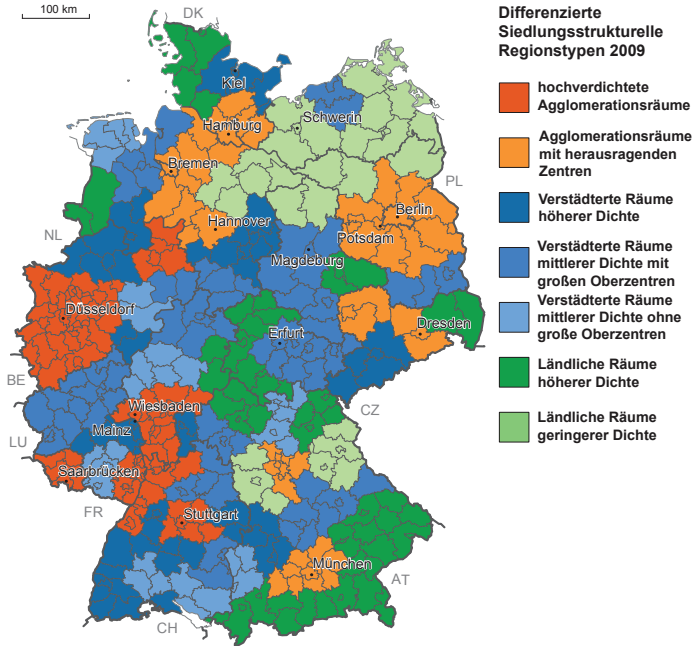 100 km
DK
Differenzierte
Siedlungsstrukturelle
Regionstypen 2009
Kiel
hochverdichtete
Agglomerationsräume
Schwerin
Hamburg
Agglomerationsräume
mit herausragenden
Zentren
Bremen
PL
Verstädterte Räume
höherer Dichte
Berlin
Hannover
NL
Potsdam
Magdeburg
Verstädterte Räume
mittlerer Dichte mit
großen Oberzentren
Düsseldorf
Verstädterte Räume
mittlerer Dichte ohne
große Oberzentren
Dresden
Erfurt
BE
Ländliche Räume
höherer Dichte
Wiesbaden
CZ
Mainz
LU
Ländliche Räume
geringerer Dichte
Saarbrücken
FR
Stuttgart
München
AT
CH